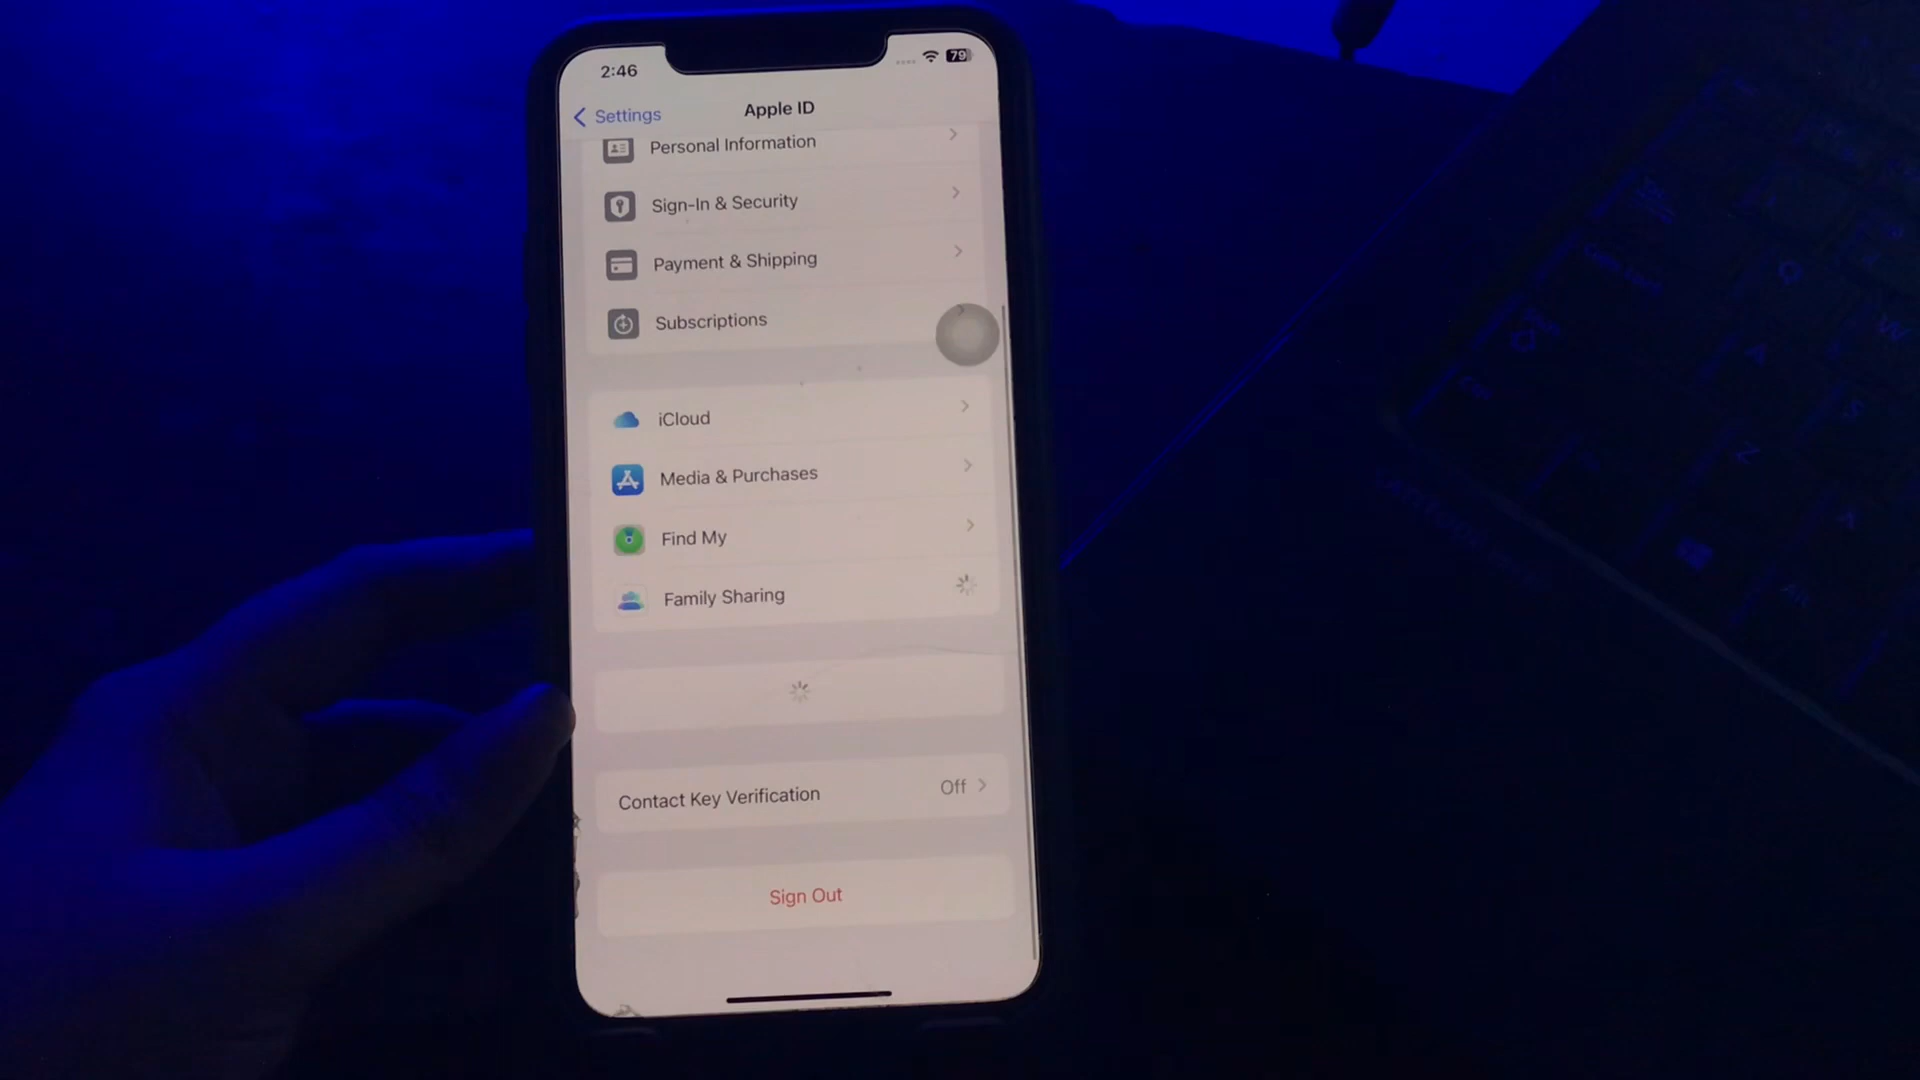 2:46
79
Settings
Apple ID
Personal Information
Sign-In & Security
Payment & Shipping
Subscriptions
iCloud
Media & Purchases
Find My
Family Sharing
Contact Key Verification
Off
Sign Out